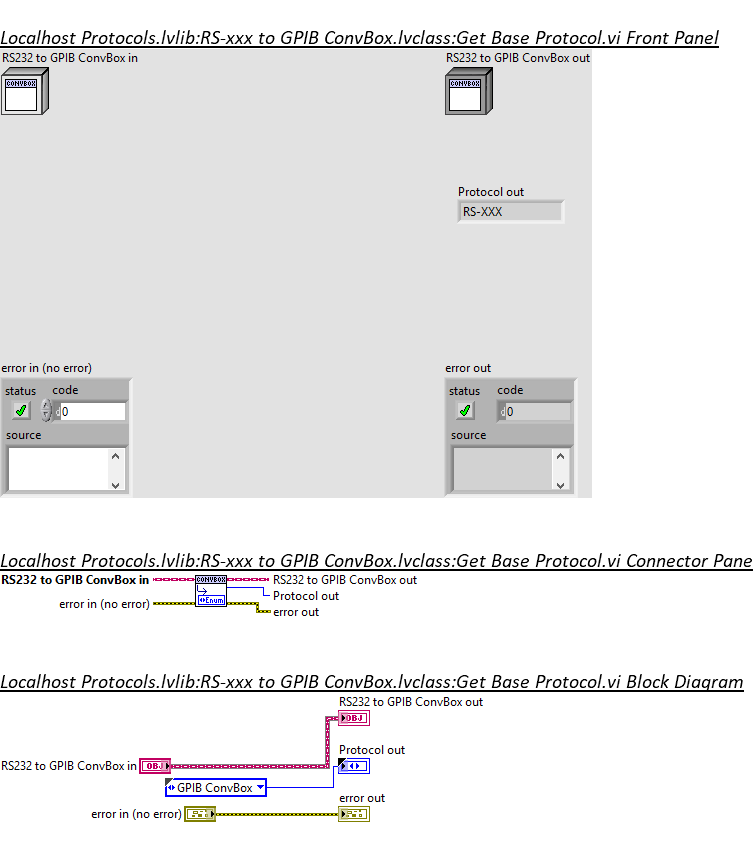 Localhost Protocols.lvlib:RS-xxx to GPIB ConvBox.lvclass:Get Base Protocol.vi Front Panel
RS232 to GPIB ConvBox in
RS232 to GPIB ConvBox out
CONVBOX
CONVBOX
Protocol out
RS-XXX
error in (no error)
error out
status
code
status
code
d
0
d
0
source
source
Localhost Protocols.lvlib:RS-xxx to GPIB ConvBox.lvclass:Get Base Protocol.vi Connector Pane
RS232 to GPIB ConvBox in
CONVBOX
RS232 to GPIB ConvBox out
Protocol out
error in (no error)
Enum
error out
Localhost Protocols.lvlib:RS-xxx to GPIB ConvBox.lvclass:Get Base Protocol.vi Block Diagram
RS232 to GPIB ConvBox out
OBJ
Protocol out
RS232 to GPIB ConvBox in
OBJ
GPIB ConvBox
error out
error in (no error)